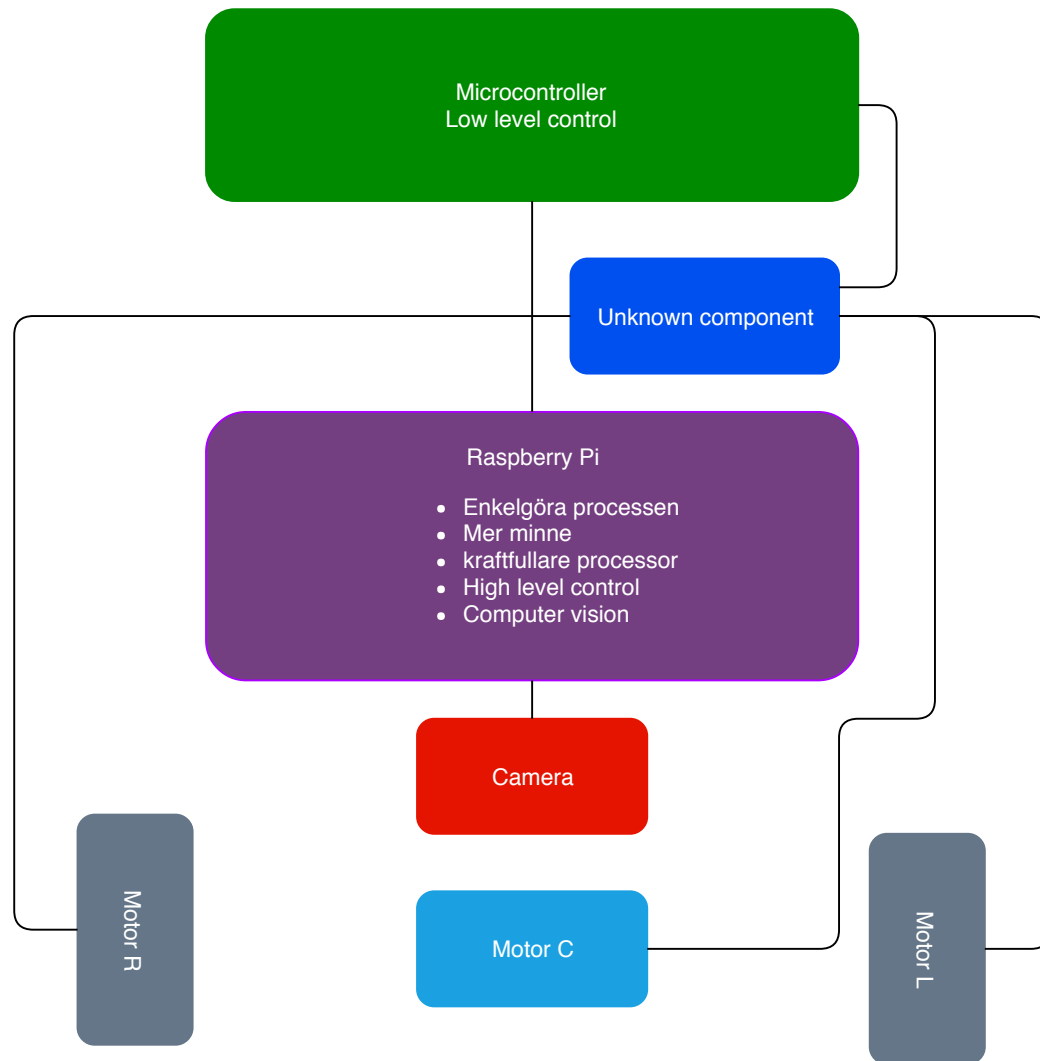 Microcontroller
Low level control
Unknown component
Raspberry Pi
• Enkelgöra processen
• Mer minne
• kraftfullare processor
• High level control
• Computer vision
Camera
Motor R
Motor C
Motor L